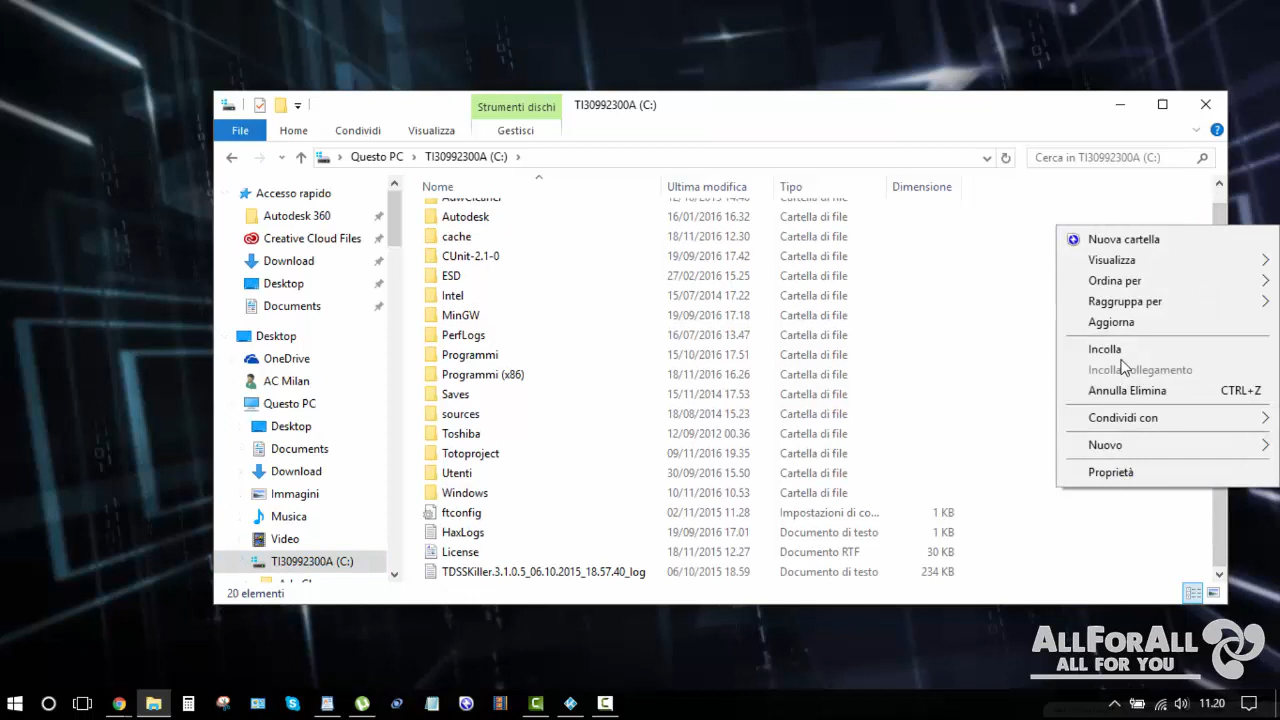 Strumenti dischi
TI30992300A (C:)
File
Home
Condividi
Visualizza
Gestisci
Questo PC
TI30992300A (C:)
Cerca in TI30992300A (C:)
Accesso rapido
Autodesk 360
Creative Cloud Files
Download
Desktop
Documents
Desktop
OneDrive
AC Milan
Questo PC
Desktop
Documents
Download
Immagini
Musica
Video
TI30992300A (C:)
Nome Ultima modifica Tipo Dimensione
Autodesk 16/01/2016 16.32 Cartella di file
cache 18/11/2016 12.30 Cartella di file
CUnit-2.1-0 19/09/2016 17.42 Cartella di file
ESD 27/02/2016 15.25 Cartella di file
Intel 15/07/2014 17.22 Cartella di file
MinGW 19/09/2016 17.18 Cartella di file
PerfLogs 16/07/2016 13.47 Cartella di file
Programmi 15/10/2016 17.51 Cartella di file
Programmi (x86) 18/11/2016 16.26 Cartella di file
Saves 15/11/2014 17.53 Cartella di file
sources 18/08/2014 15.23 Cartella di file
Toshiba 12/09/2012 00.36 Cartella di file
Totoproject 09/11/2016 19.35 Cartella di file
Utenti 30/09/2016 15.50 Cartella di file
Windows 10/11/2016 10.53 Cartella di file
ftconfig 02/11/2015 11.28 Impostazioni di co... 1 KB
HaxLogs 19/09/2016 17.01 Documento di testo 1 KB
License 18/11/2015 12.27 Documento RTF 30 KB
TDSSKiller.3.1.0.5_06.10.2015_18.57.40_log 06/10/2015 18.59 Documento di testo 234 KB
20 elementi
Nuova cartella
Visualizza
Ordina per
Raggruppa per
Aggiorna
Incolla
Incolla collegamento
Annulla Elimina CTRL+Z
Condividi con
Nuovo
Proprietà
ALLFORALL
ALL FOR YOU
11.20